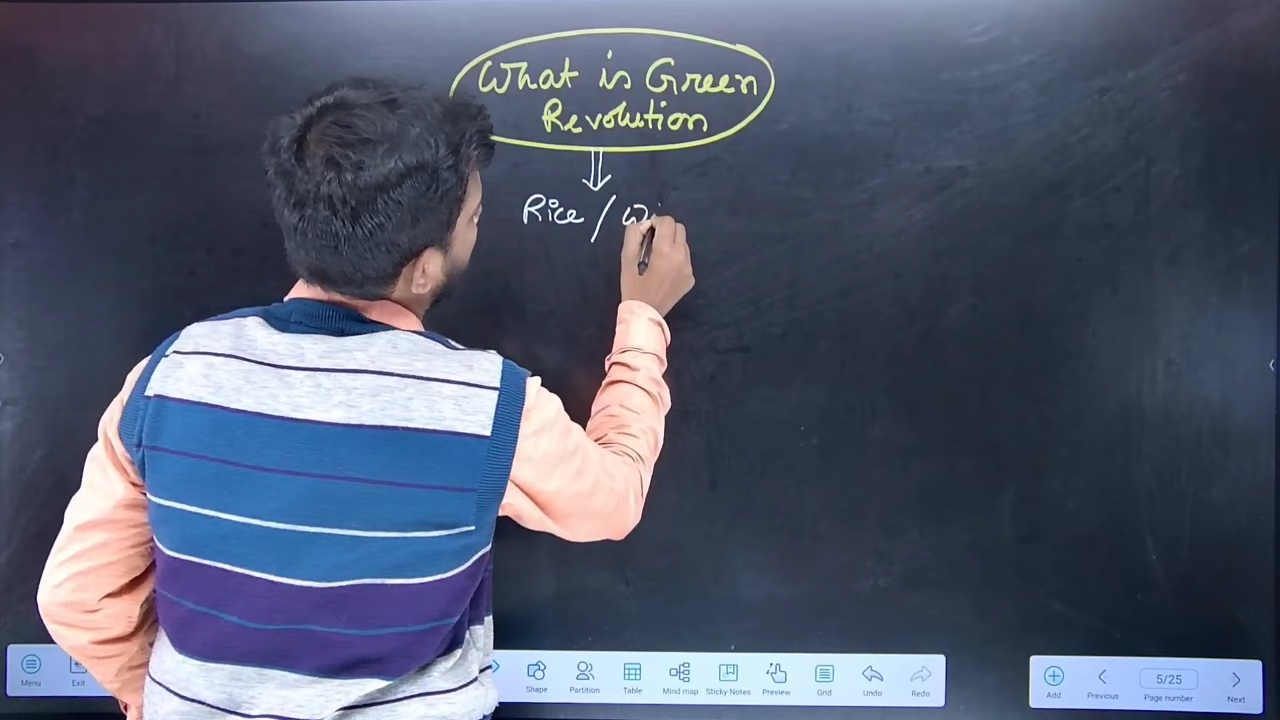 What is Green
Revolution
Rice /
Menu
Exit
Shape
Partition
Table
Mind map
Sticky-Notes
Preview
Grid
Undo
Redo
Add
Previous
5/25
Page number
Next